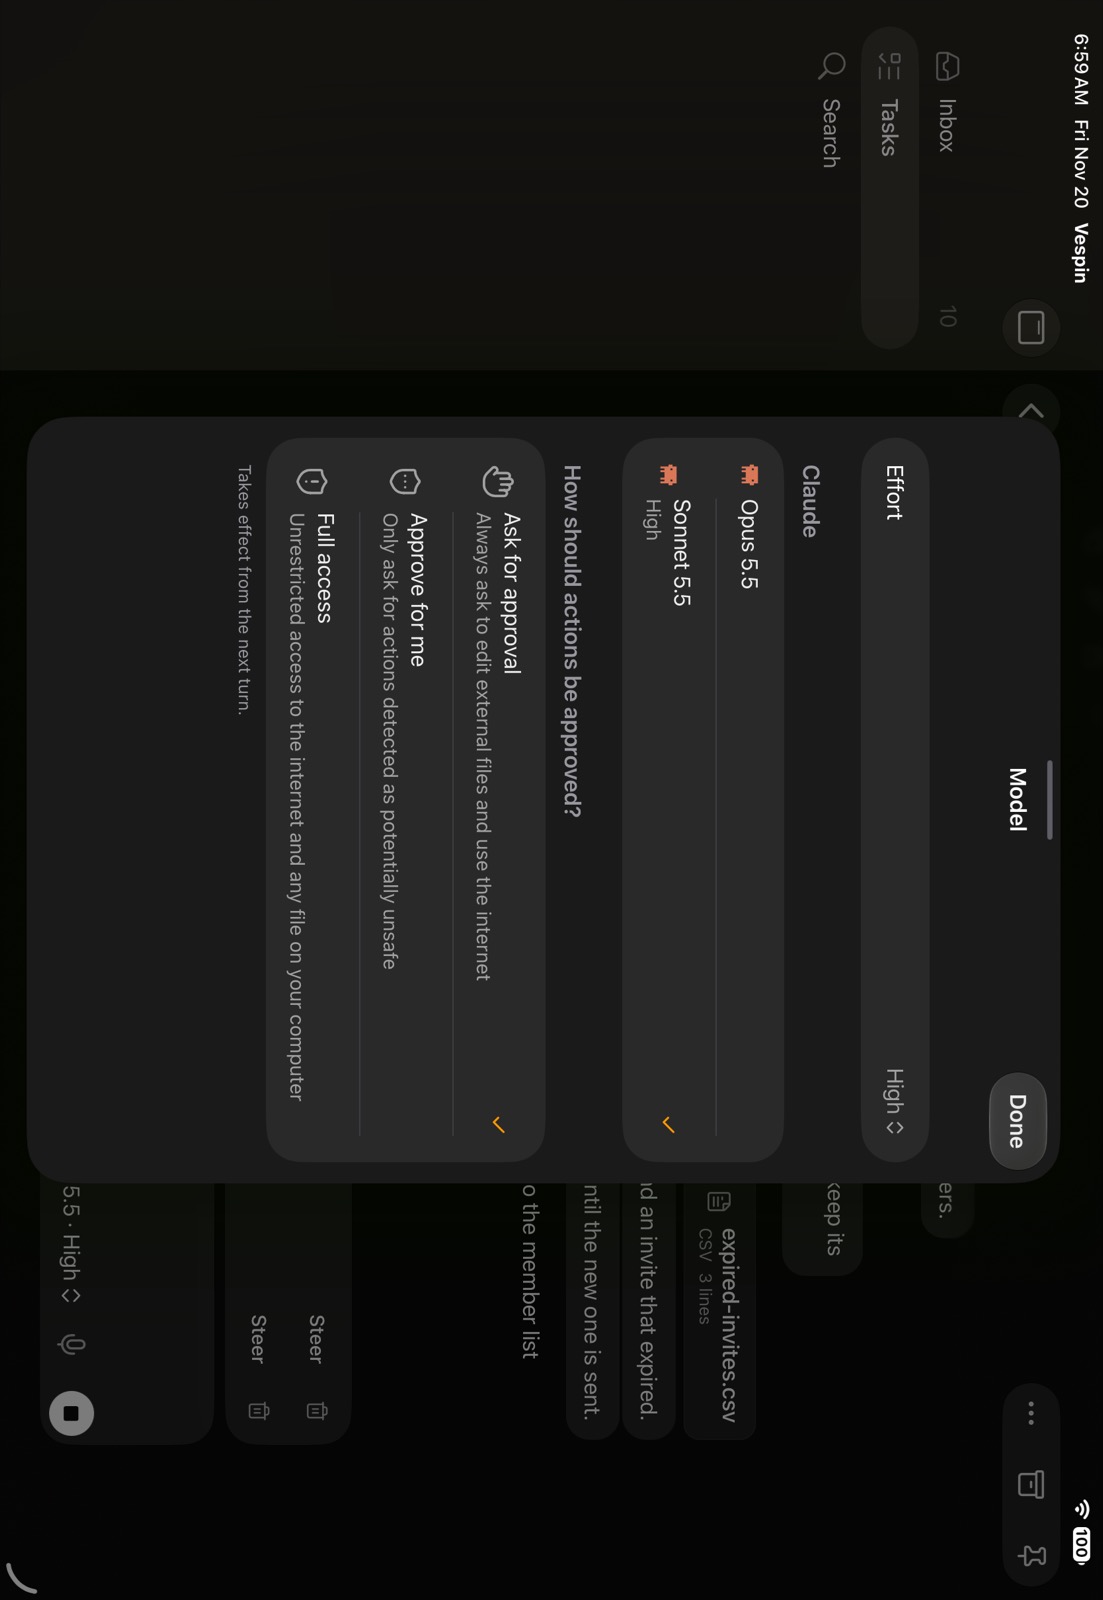 6:59 AM Fri Nov 20 Vespin
100
Inbox 10
Tasks
Search
Model
Done
Effort
High
Claude
Opus 5.5
Sonnet 5.5
High
How should actions be approved?
Ask for approval
Always ask to edit external files and use the internet
Approve for me
Only ask for actions detected as potentially unsafe
Full access
Unrestricted access to the internet and any file on your computer
Takes effect from the next turn.
ers.
keep its
expired-invites.csv
CSV 3 lines
nd an invite that expired.
ntil the new one is sent.
o the member list
Steer
Steer
5.5 · High